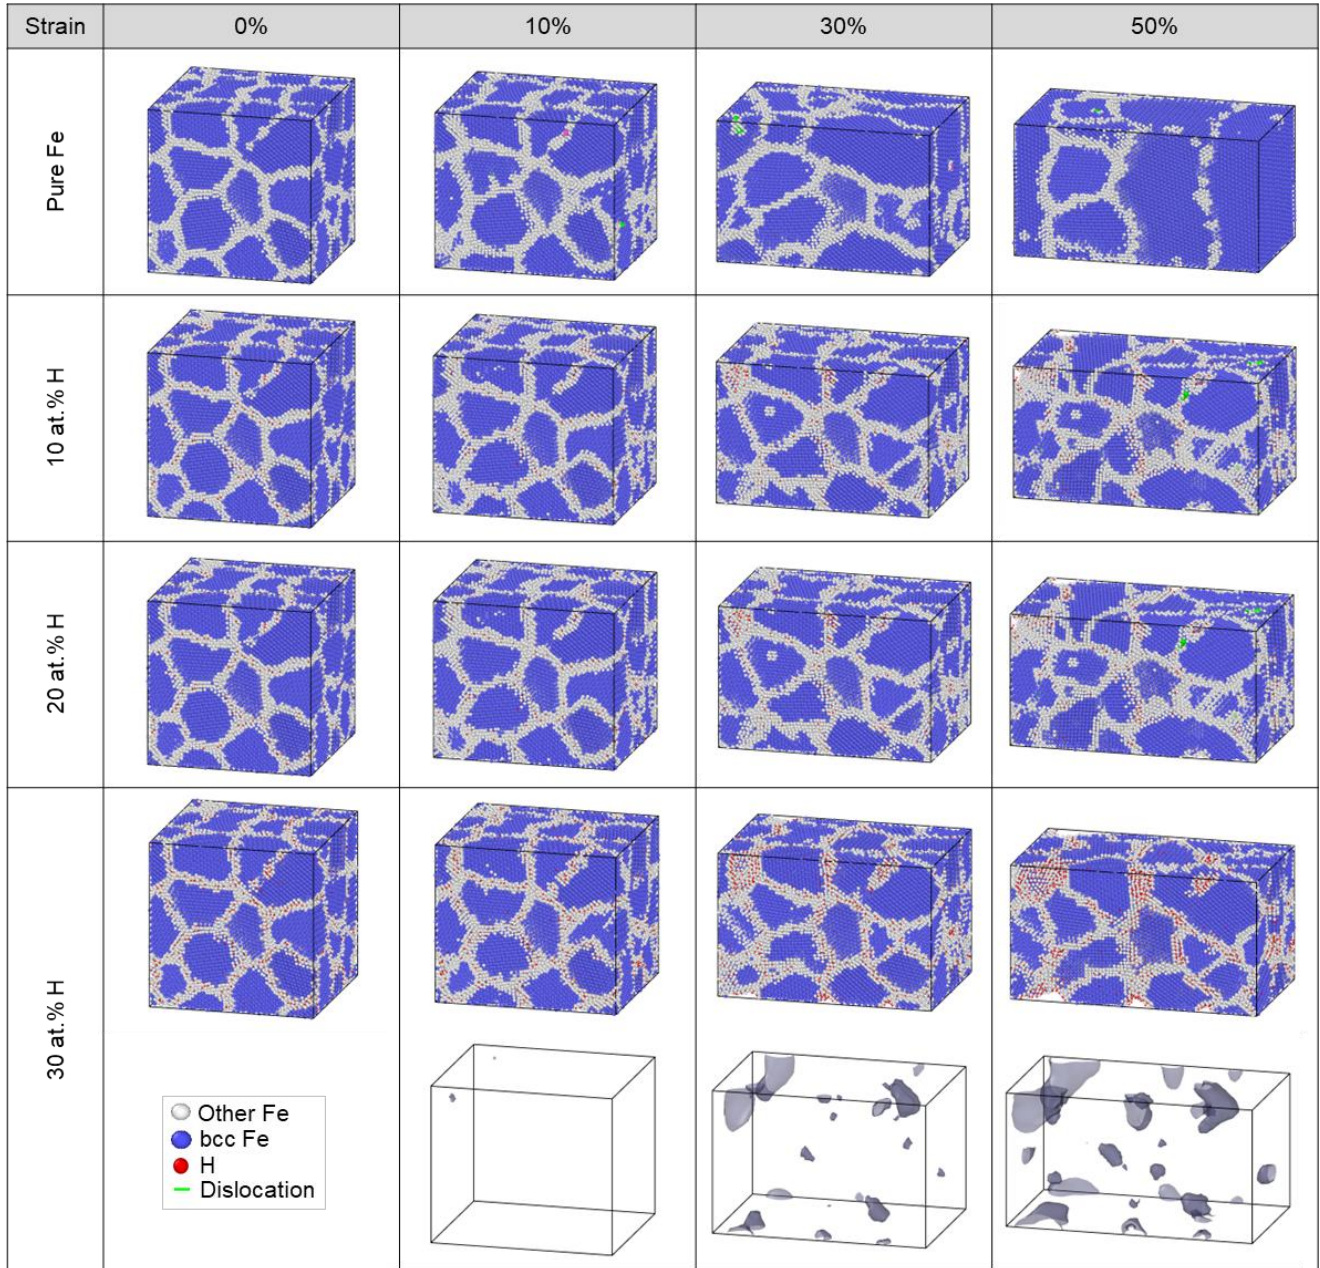 Strain 0% 10% 30% 50%
Pure Fe
10 at.% H
20 at.% H
30 at.% H
Other Fe
bcc Fe
H
Dislocation